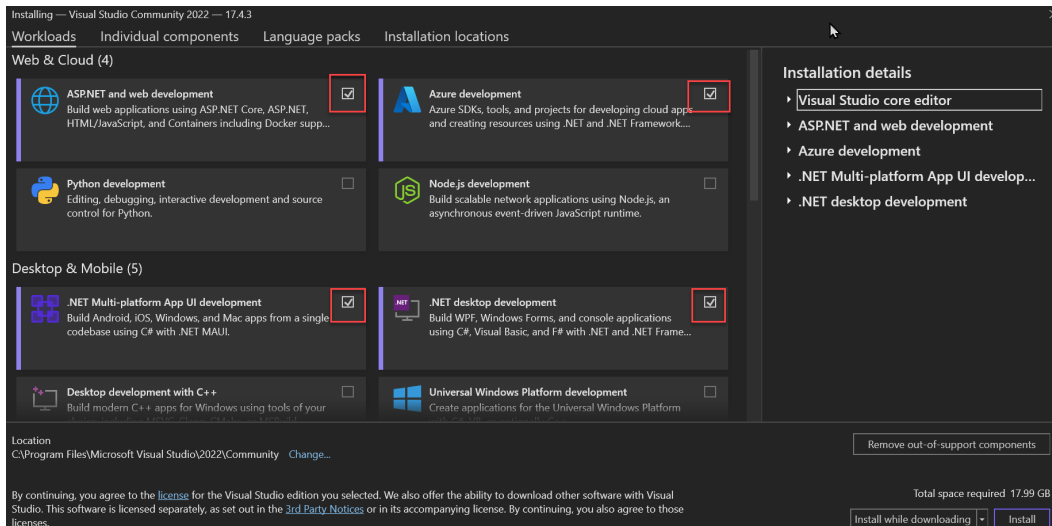 Installing — Visual Studio Community 2022 — 17.4.3
Workloads Individual components Language packs Installation locations
Web & Cloud (4)
ASP.NET and web development
Build web applications using ASP.NET Core, ASP.NET,
HTML/JavaScript, and Containers including Docker supp...
Azure development
Azure SDKs, tools, and projects for developing cloud apps
and creating resources using .NET and .NET Framework....
Python development
Editing, debugging, interactive development and source
control for Python.
Node.js development
Build scalable network applications using Node.js, an
asynchronous event-driven JavaScript runtime.
Desktop & Mobile (5)
.NET Multi-platform App UI development
Build Android, iOS, Windows, and Mac apps from a single
codebase using C# with .NET MAUI.
.NET
.NET desktop development
Build WPF, Windows Forms, and console applications
using C#, Visual Basic, and F# with .NET and .NET Frame...
Desktop development with C++
Build modern C++ apps for Windows using tools of your
Universal Windows Platform development
Create applications for the Universal Windows Platform
Installation details
Visual Studio core editor
ASP.NET and web development
Azure development
.NET Multi-platform App UI develop...
.NET desktop development
Location
C:\Program Files\Microsoft Visual Studio\2022\Community Change...
Remove out-of-support components
By continuing, you agree to the license for the Visual Studio edition you selected. We also offer the ability to download other software with Visual
Studio. This software is licensed separately, as set out in the 3rd Party Notices or in its accompanying license. By continuing, you also agree to those
licenses.
Total space required 17.99 GB
Install while downloading Install